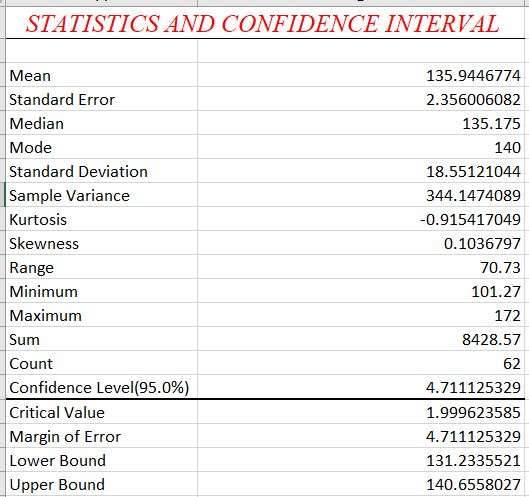 STATISTICS AND CONFIDENCE INTERVAL
Mean 135.9446774
Standard Error 2.356006082
Median 135.175
Mode 140
Standard Deviation 18.55121044
Sample Variance 344.1474089
Kurtosis -0.915417049
Skewness 0.1036797
Range 70.73
Minimum 101.27
Maximum 172
Sum 8428.57
Count 62
Confidence Level(95.0%) 4.711125329
Critical Value 1.999623585
Margin of Error 4.711125329
Lower Bound 131.2335521
Upper Bound 140.6558027